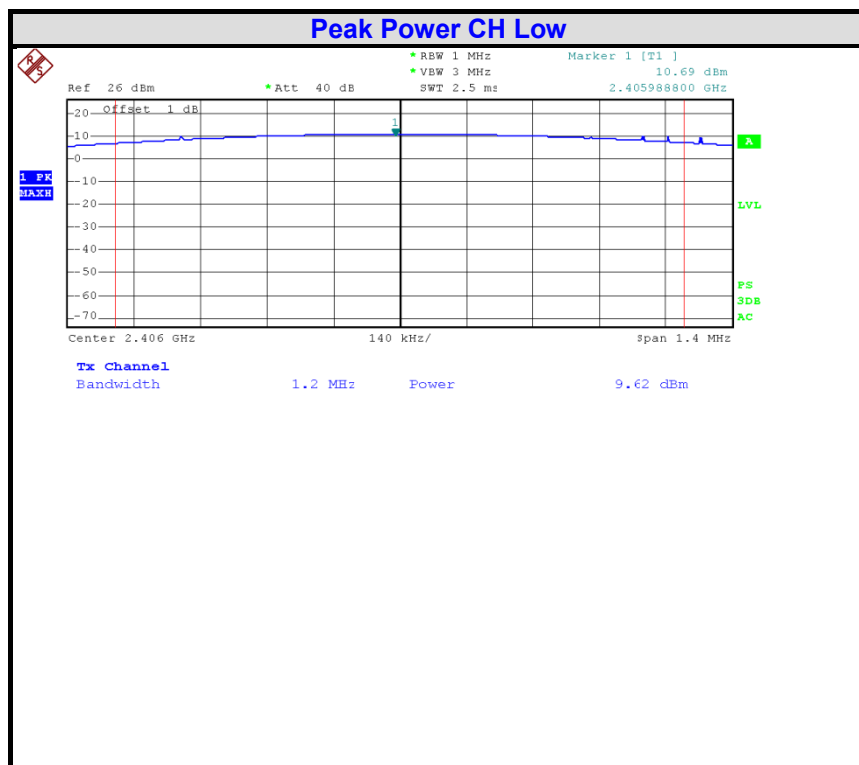 Peak Power CH Low
R S
* RBW 1 MHz Marker 1 [T1 ]
* VBW 3 MHz 10.69 dBm
Ref 26 dBm * Att 40 dB SWT 2.5 ms 2.405988800 GHz
20 Offset 1 dB
1
10
A
0
1 PK
MAXH
-10
-20
LVL
-30
-40
-50
PS
-60
3DB
-70
AC
Center 2.406 GHz 140 kHz/ Span 1.4 MHz
Tx Channel
Bandwidth 1.2 MHz Power 9.62 dBm